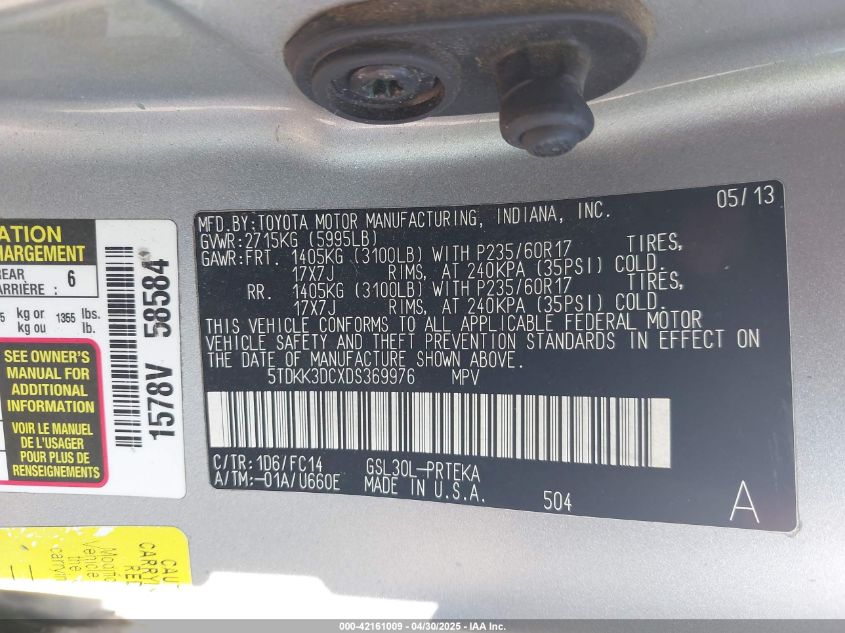 MFD.BY:TOYOTA MOTOR MANUFACTURING, INDIANA, INC. 05/13
GVWR:2715KG (5995LB)
GAWR:FRT. 1405KG (3100LB) WITH P235/60R17 TIRES,
17X7J RIMS, AT 240KPA (35PSI) COLD.
RR. 1405KG (3100LB) WITH P235/60R17 TIRES,
17X7J RIMS, AT 240KPA (35PSI) COLD.
THIS VEHICLE CONFORMS TO ALL APPLICABLE FEDERAL MOTOR
VEHICLE SAFETY AND THEFT PREVENTION STANDARDS IN EFFECT ON
THE DATE OF MANUFACTURE SHOWN ABOVE.
5TDKK3DCXDS369976 MPV
C/TR:1D6/FC14 GSL30L-PRTEKA
A/TM:-01A/U660E MADE IN U.S.A. 504 A
REAR 6
kg or 1355 lbs.
kg ou lb.
SEE OWNER'S
MANUAL FOR
ADDITIONAL
INFORMATION
VOIR LE MANUEL
DE L'USAGER
POUR PLUS DE
RENSEIGNEMENTS
1578V 58584
000-42161009 - 04/30/2025 - IAA Inc.